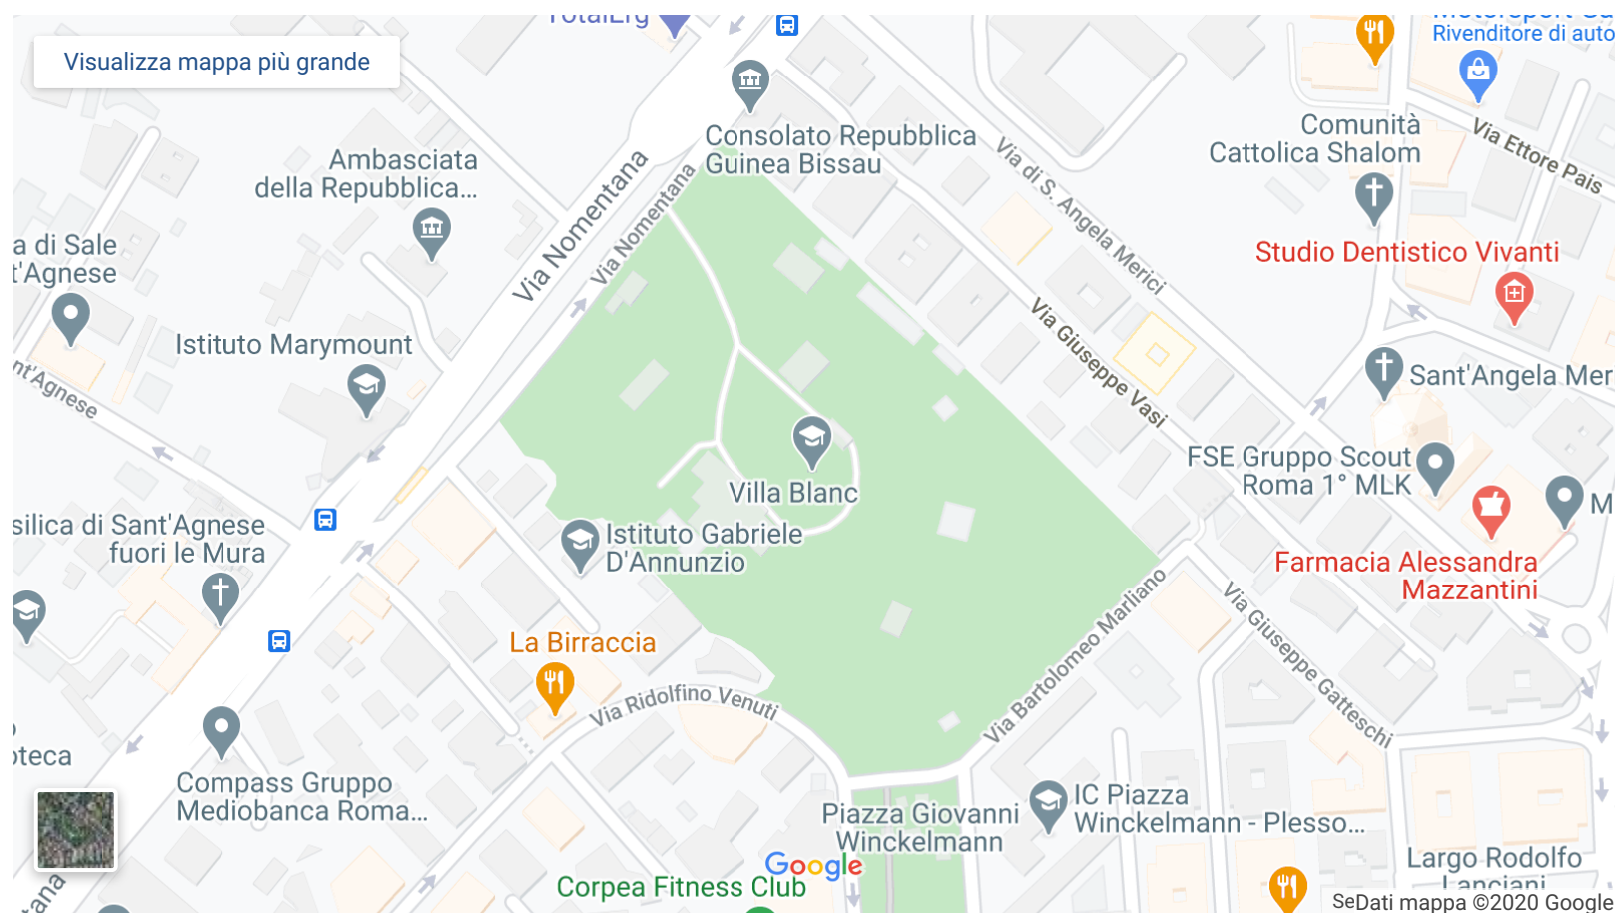 TotalErg
Rivenditore di auto
Visualizza mappa più grande
Consolato Repubblica
Guinea Bissau
Comunità
Cattolica Shalom
Via Ettore Pais
Ambasciata
della Repubblica...
Via Nomentana
Via Nomentana
Via di S. Angela Merici
a di Sale
t'Agnese
Studio Dentistico Vivanti
Istituto Marymount
Via Giuseppe Vasi
nt'Agnese
Sant'Angela Mer
FSE Gruppo Scout
Roma 1° MLK
M
Villa Blanc
silica di Sant'Agnese
fuori le Mura
Istituto Gabriele
D'Annunzio
Farmacia Alessandra
Mazzantini
Via Bartolomeo Marliano
Via Giuseppe Gatteschi
La Birraccia
Via Ridolfino Venuti
oteca
Compass Gruppo
Mediobanca Roma...
Piazza Giovanni
Winckelmann
IC Piazza
Winckelmann - Plesso...
Google
Largo Rodolfo
Lanciani
Corpea Fitness Club
tana
SeDati mappa ©2020 Google